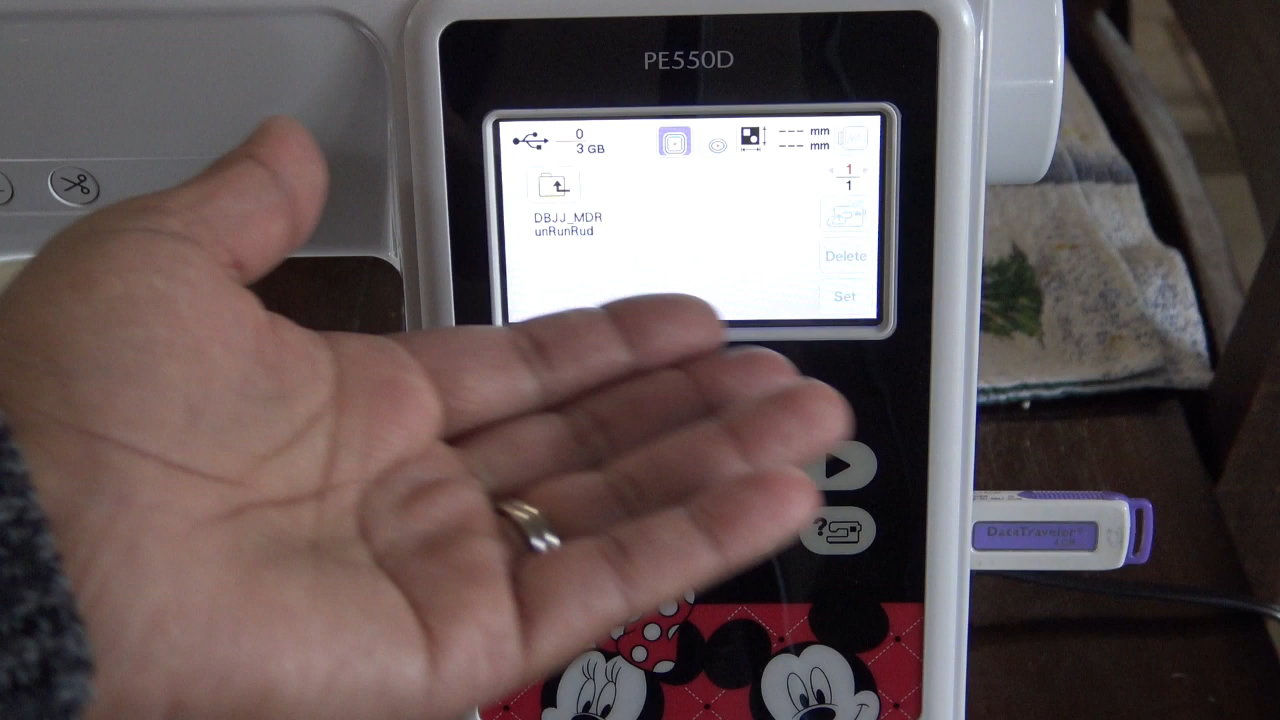 PE550D
0
3 GB
--- mm
--- mm
1
1
DBJJ_MDR
unRunRud
Delete
Set
?
DataTraveler